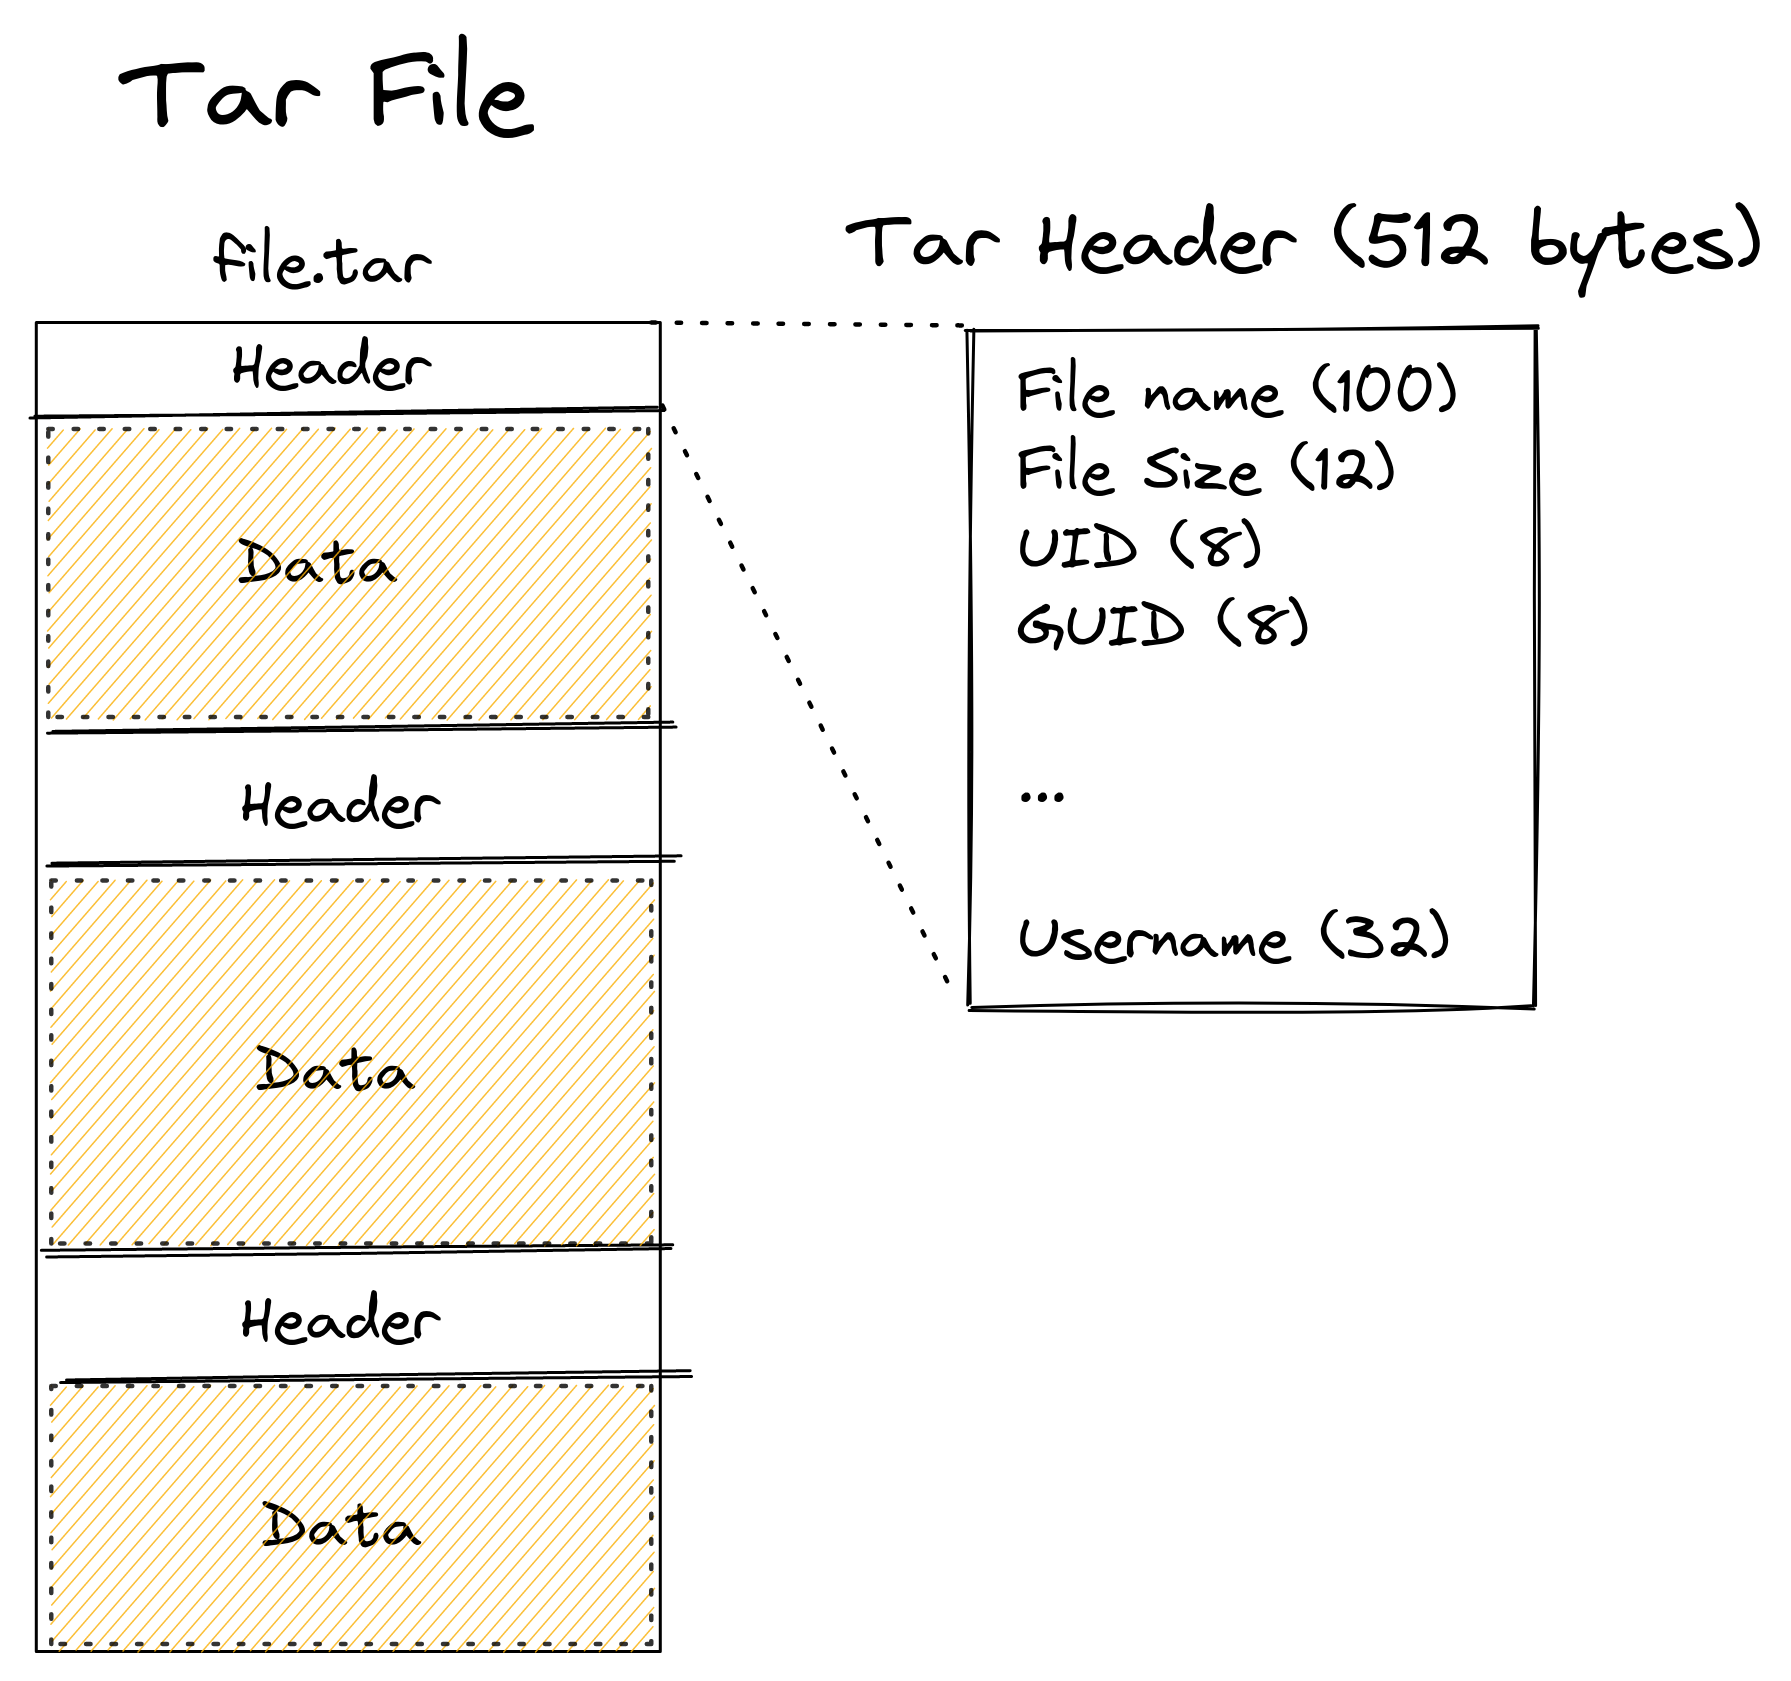 Tar File
file.tar
Header
Data
Header
Data
Header
Data
Tar Header (512 bytes)
File name (100)
File Size (12)
UID (8)
GUID (8)
...
Username (32)